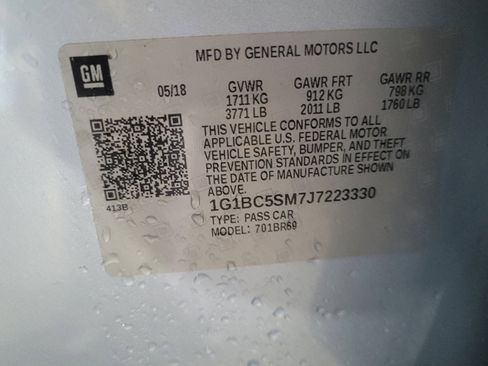 GM
MFD BY GENERAL MOTORS LLC
05/18 GVWR GAWR FRT GAWR RR
1711 KG 912 KG 798 KG
3771 LB 2011 LB 1760 LB
THIS VEHICLE CONFORMS TO ALL
APPLICABLE U.S. FEDERAL MOTOR
VEHICLE SAFETY, BUMPER, AND THEFT
PREVENTION STANDARDS IN EFFECT ON
THE DATE OF MANUFACTURE SHOWN
ABOVE.
413B
1G1BC5SM7J7223330
TYPE: PASS CAR
MODEL: 701BR69